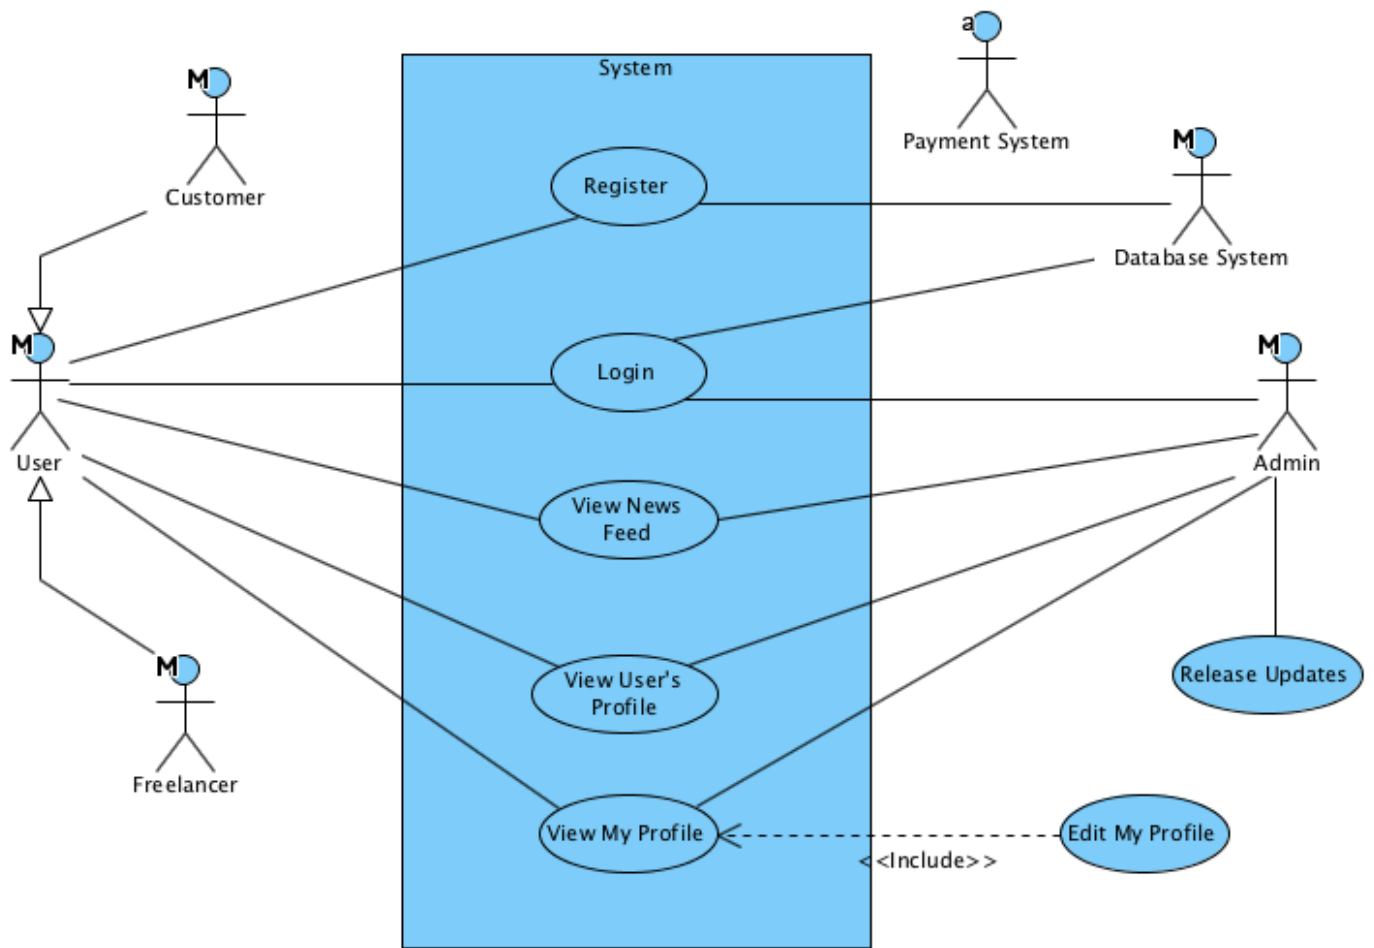 a
System
M
Payment System
M
Register
Customer
Database System
M
M
Login
User
Admin
View News
Feed
M
Release Updates
View User's
Profile
Freelancer
View My Profile
Edit My Profile
<<Include>>